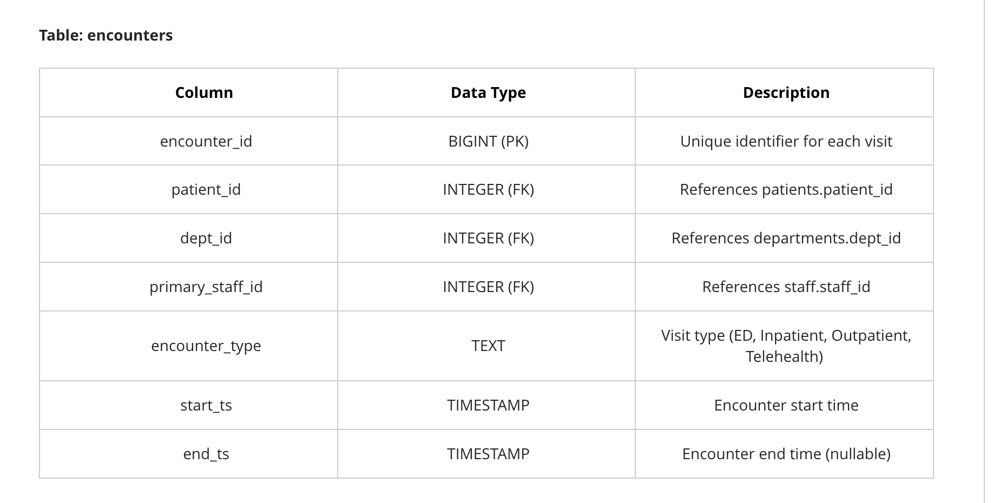 Table: encounters
Column Data Type Description
encounter_id BIGINT (PK) Unique identifier for each visit
patient_id INTEGER (FK) References patients.patient_id
dept_id INTEGER (FK) References departments.dept_id
primary_staff_id INTEGER (FK) References staff.staff_id
encounter_type TEXT Visit type (ED, Inpatient, Outpatient,
Telehealth)
start_ts TIMESTAMP Encounter start time
end_ts TIMESTAMP Encounter end time (nullable)